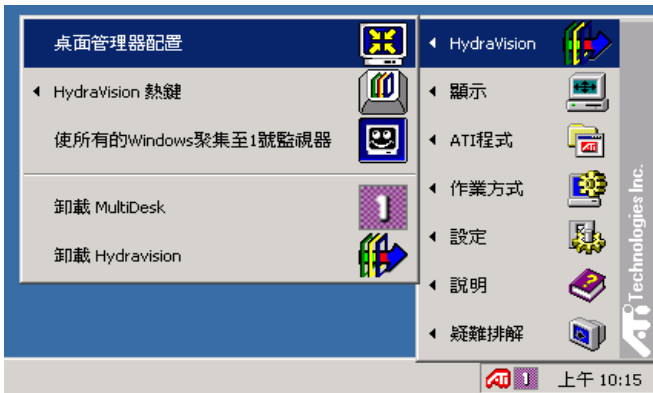 桌面管理器配置
HydraVision 熱鍵
使所有的Windows聚集至1號監視器
卸載 MultiDesk
卸載 Hydravision
HydraVision
顯示
ATI程式
作業方式
設定
說明
疑難排解
ATI Technologies Inc.
ATI
1
上午 10:15